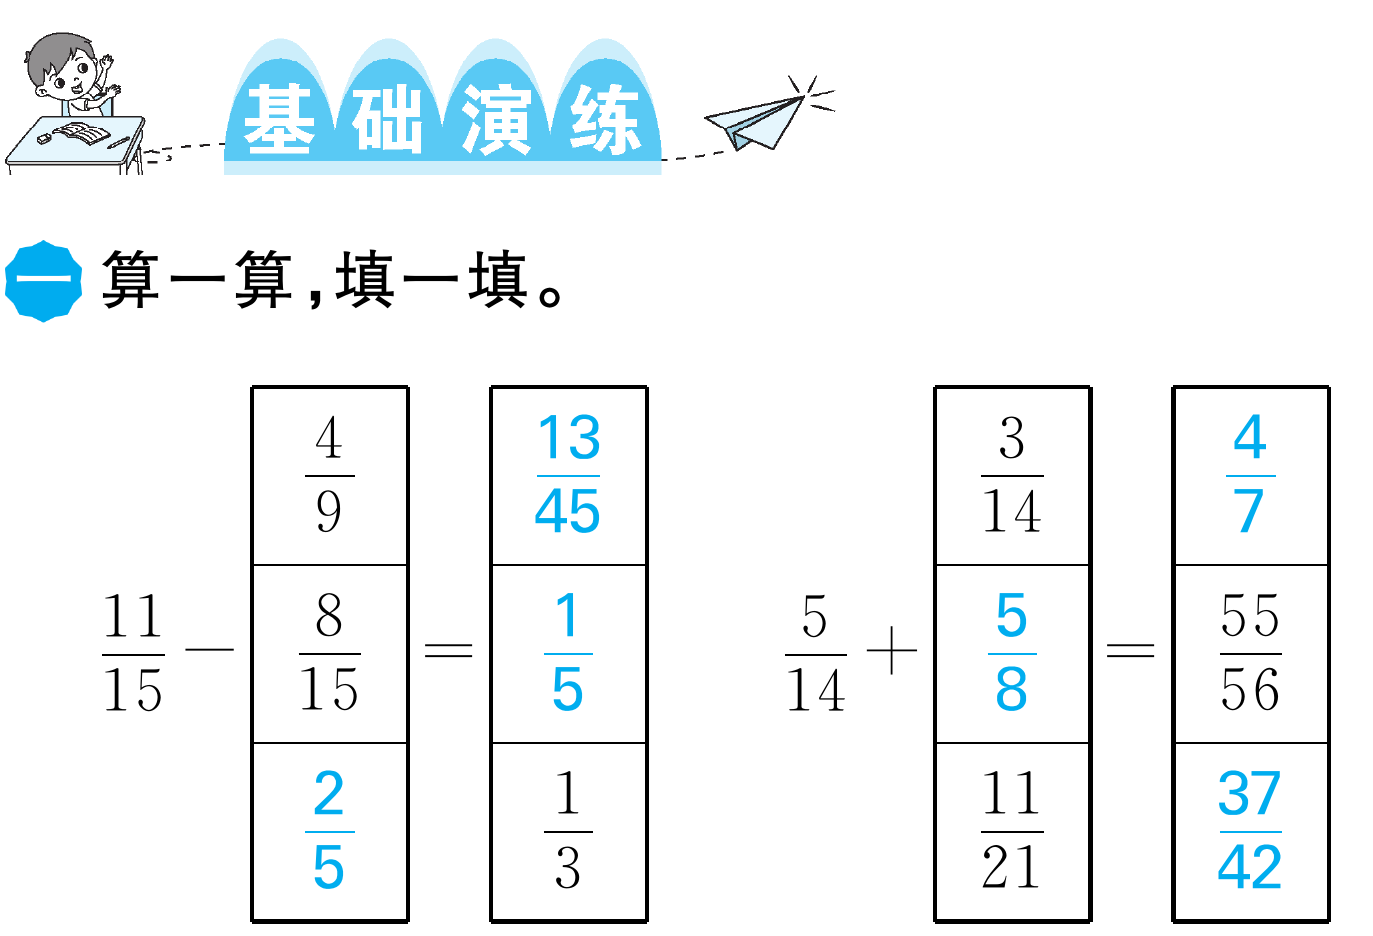 基础演练
一 算一算，填一填。
4/9 13/45 3/14 4/7
11/15 − 8/15 = 1/5 5/14 + 5/8 = 55/56
2/5 1/3 11/21 37/42